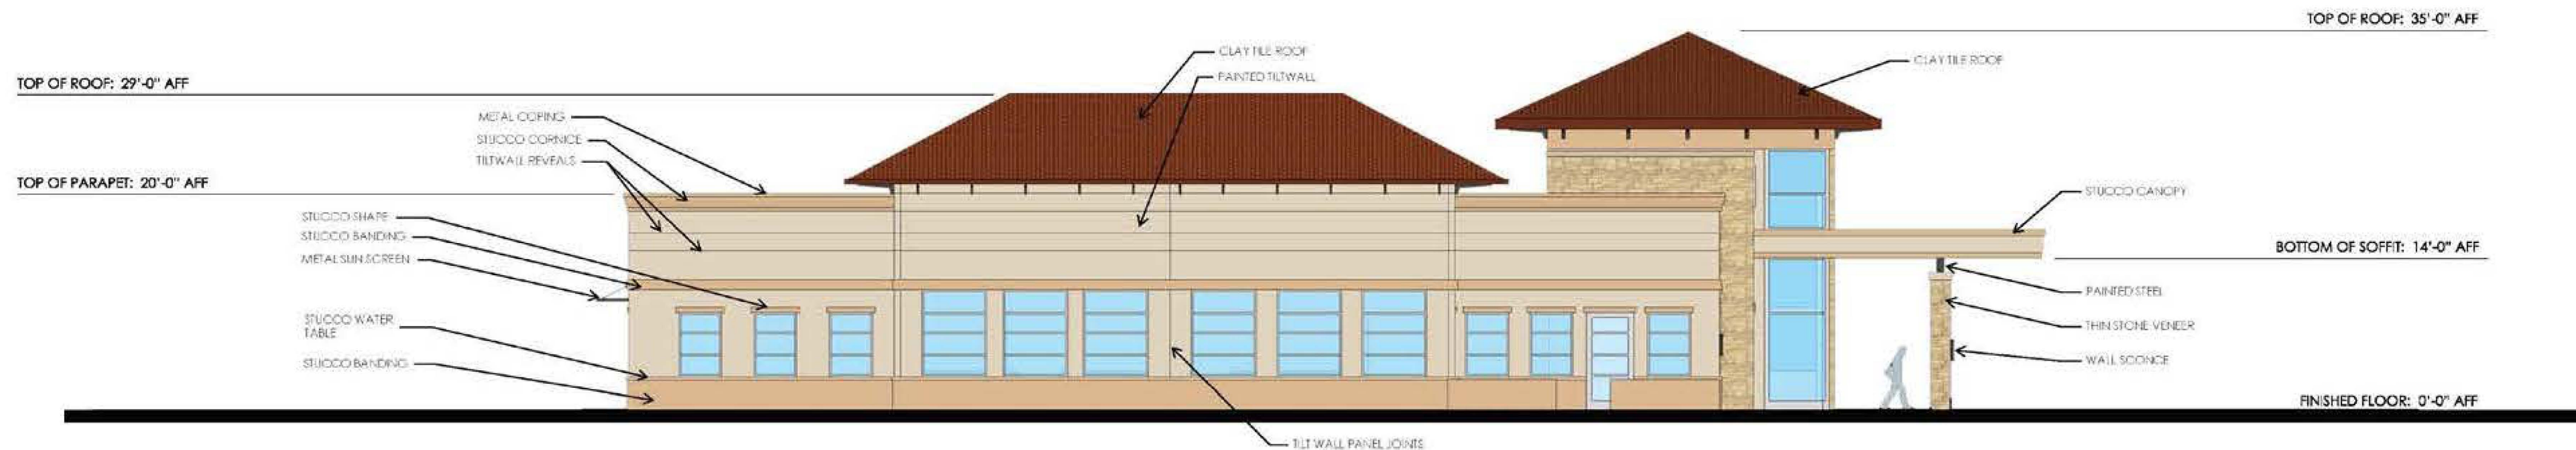 TOP OF ROOF: 35'-0" AFF
CLAY TILE ROOF
CLAY TILE ROOF
PAINTED TILTWALL
TOP OF ROOF: 29'-0" AFF
METAL COPING
STUCCO CORNICE
TILTWALL REVEALS
TOP OF PARAPET: 20'-0" AFF
STUCCO CANOPY
STUCCO SHAPE
STUCCO BANDING
METAL SUN SCREEN
BOTTOM OF SOFFIT: 14'-0" AFF
PAINTED STEEL
STUCCO WATER
TABLE
THIN STONE VENEER
STUCCO BANDING
WALL SCONCE
FINISHED FLOOR: 0'-0" AFF
TILT WALL PANEL JOINTS